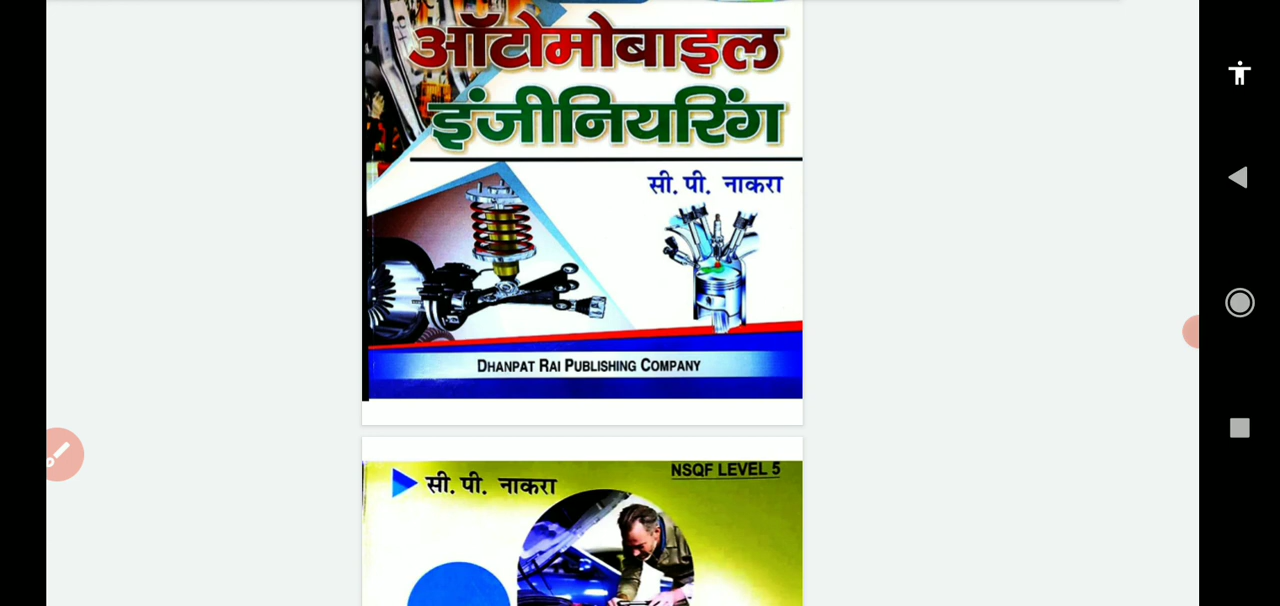 ऑटोमोबाइल
इंजीनियरिंग
सी. पी. नाकरा
DHANPAT RAI PUBLISHING COMPANY
सी. पी. नाकरा
NSQF LEVEL 5